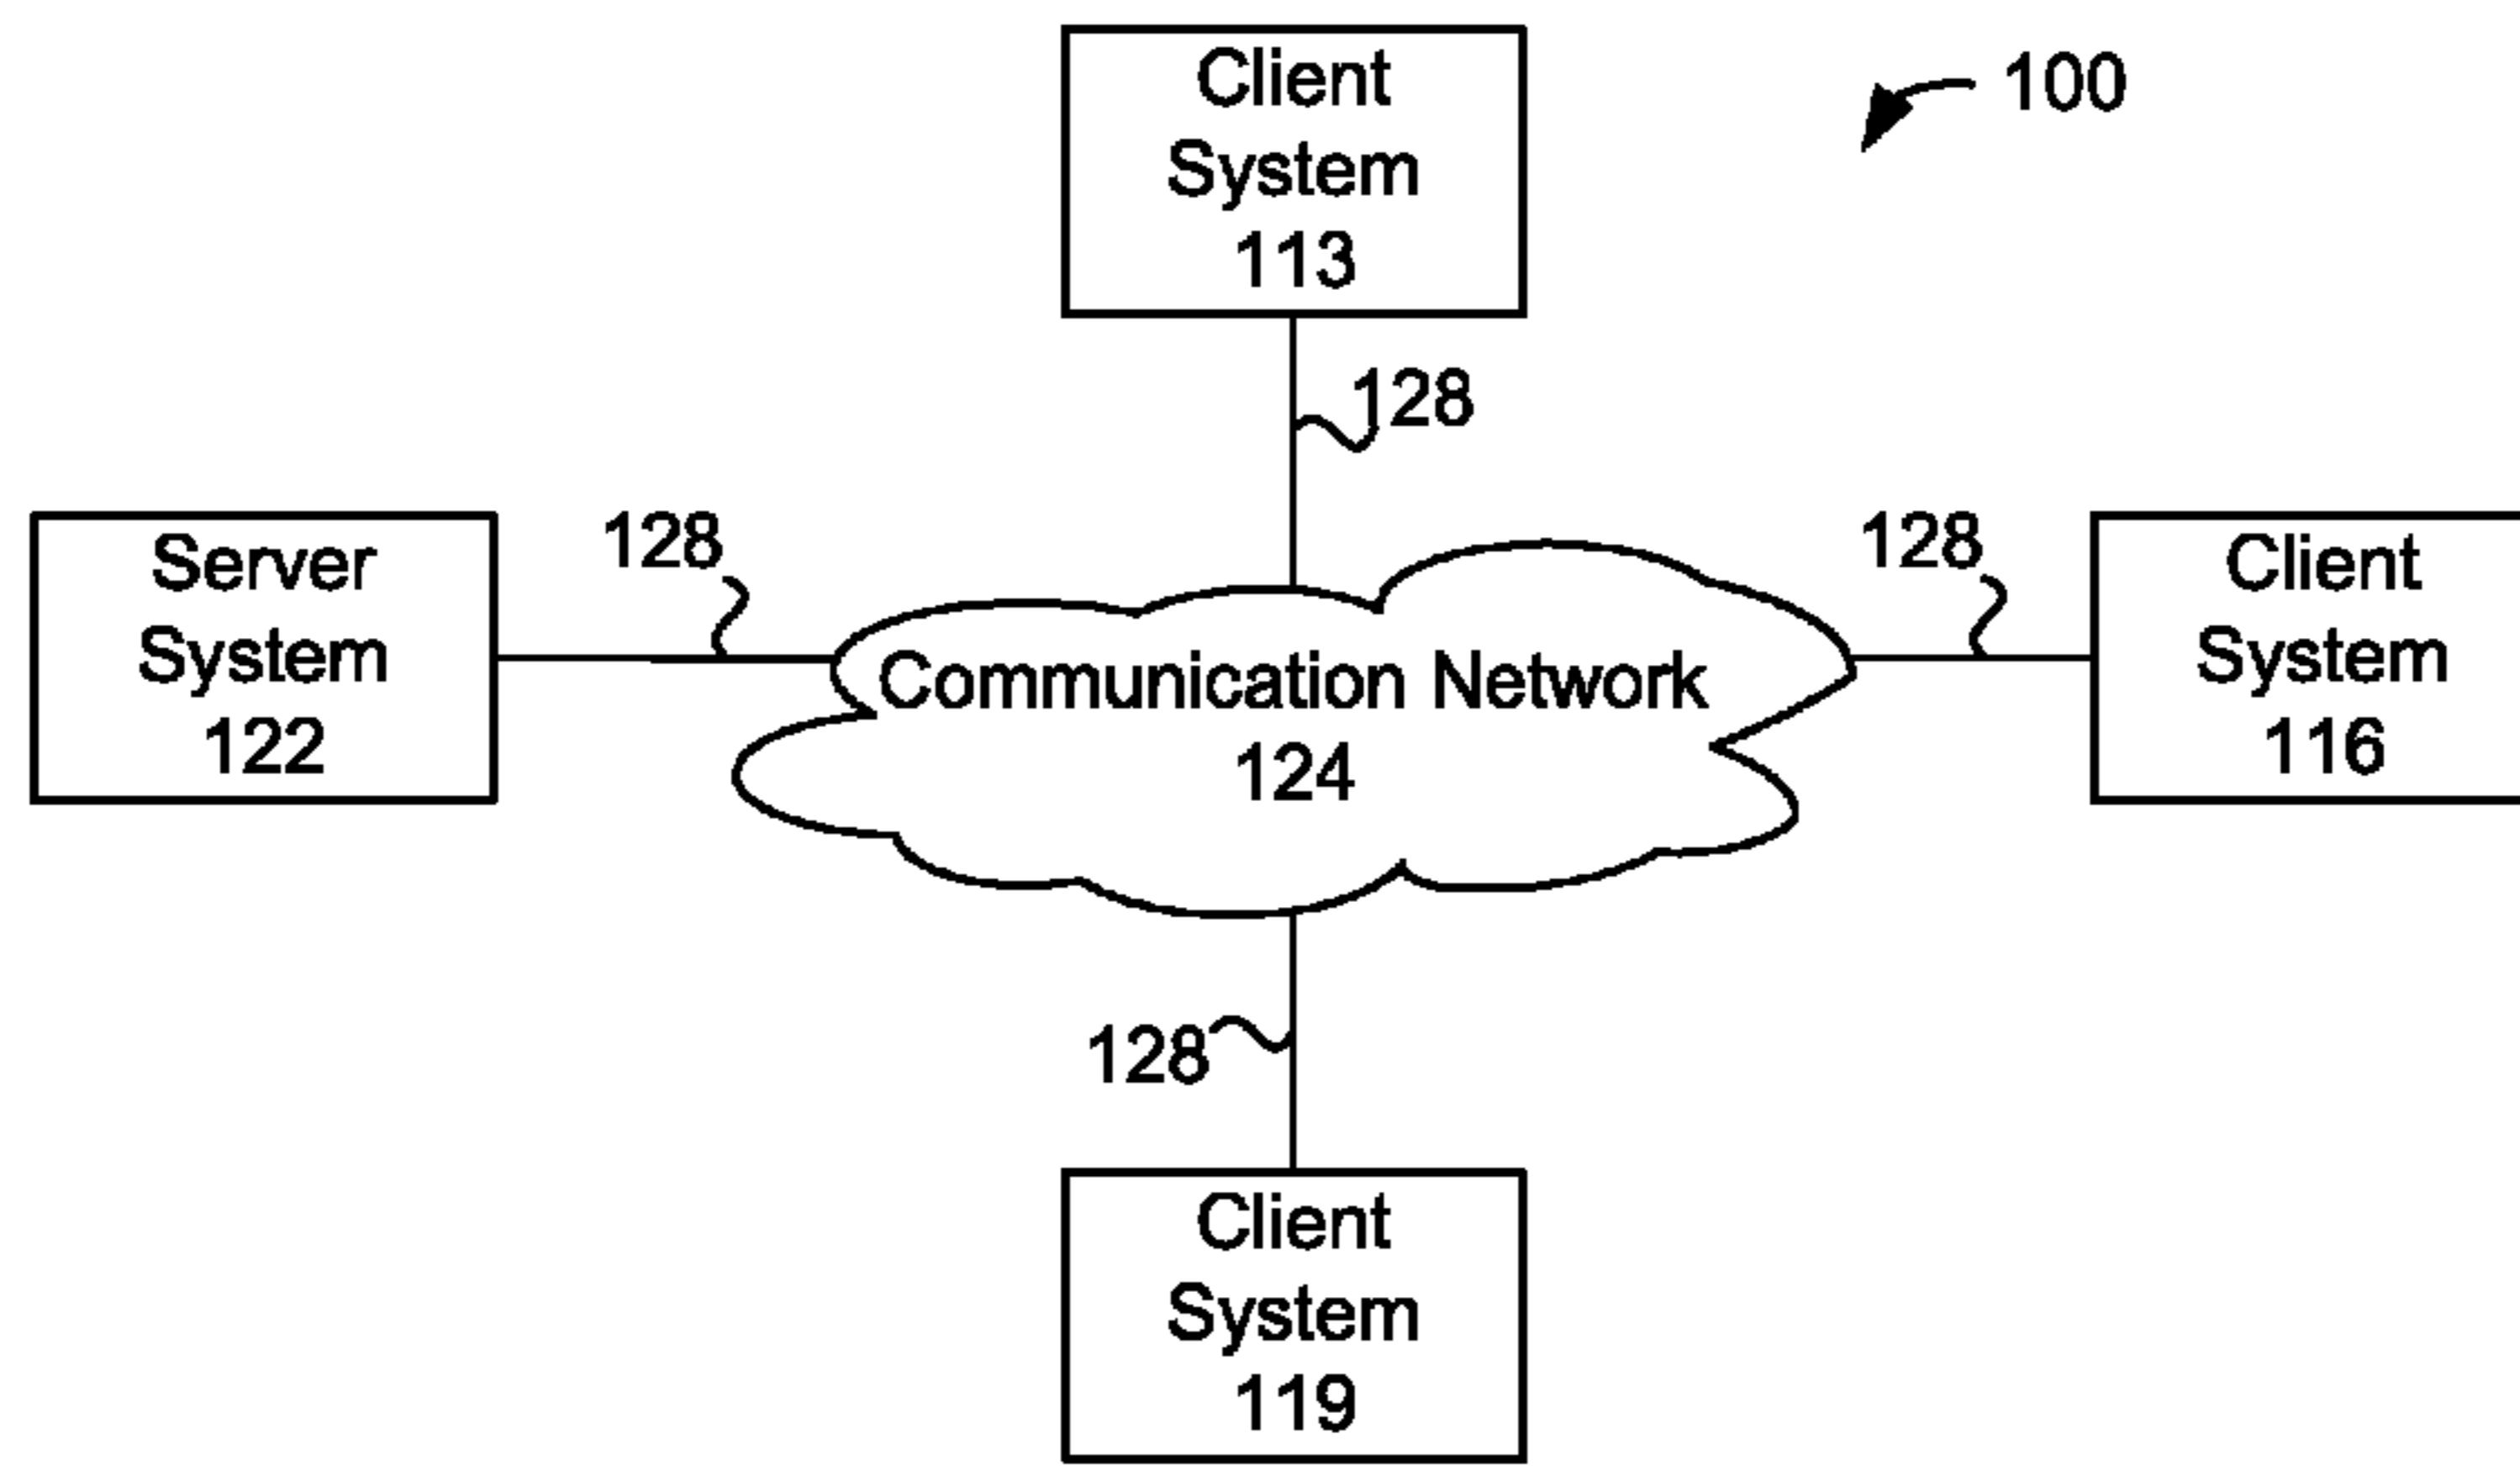 Client
System
113
100
128
Server
System
122
128
128
Client
System
116
Communication Network
124
128
Client
System
119